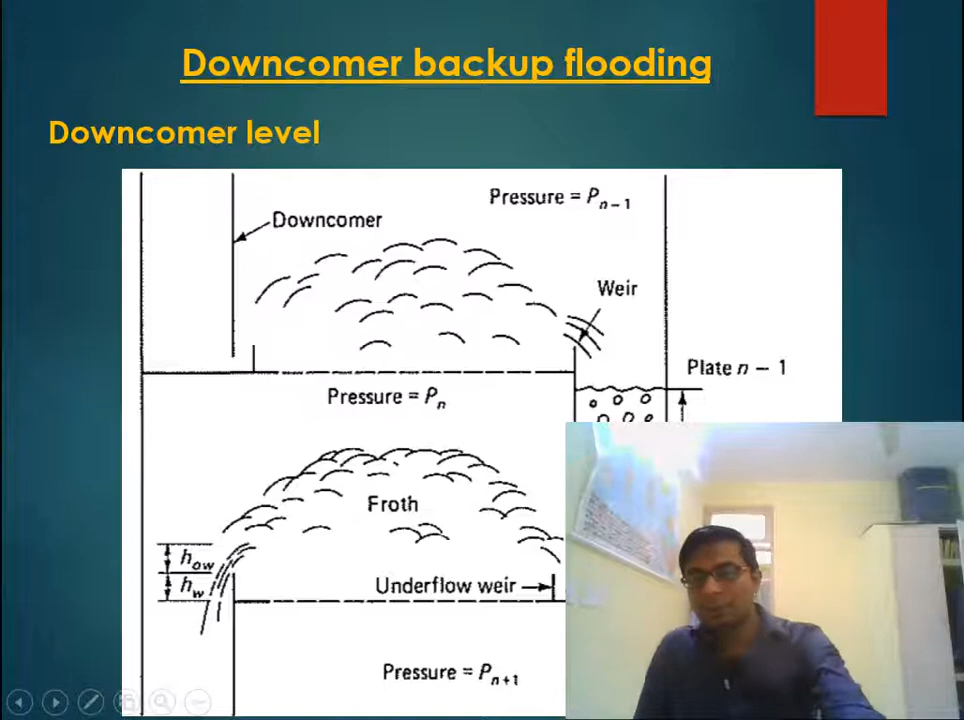 Downcomer backup flooding
Downcomer level
Pressure = Pn−1
Downcomer
Weir
Plate n − 1
Pressure = Pn
Froth
how
hw
Underflow weir
Pressure = Pn+1